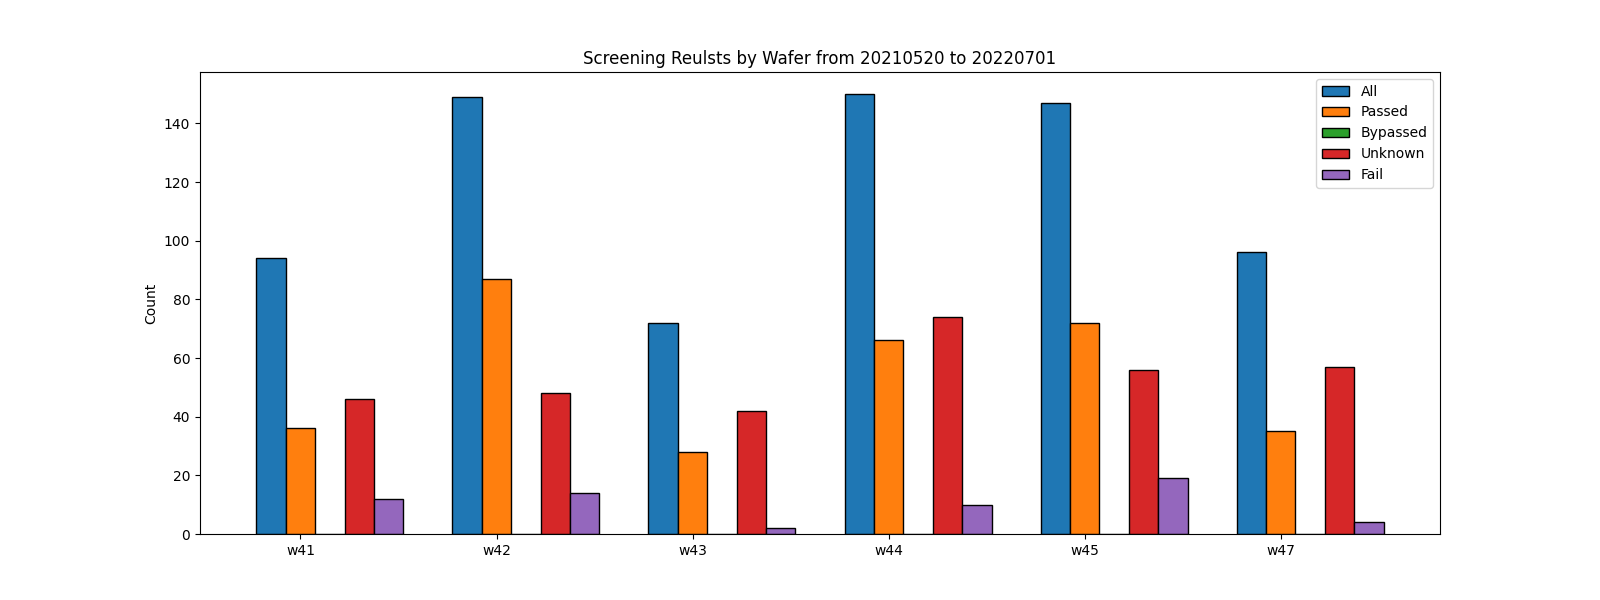 Screening Reulsts by Wafer from 20210520 to 20220701
All
Passed
Bypassed
Unknown
Fail
Count
140
120
100
80
60
40
20
0
w41 w42 w43 w44 w45 w47